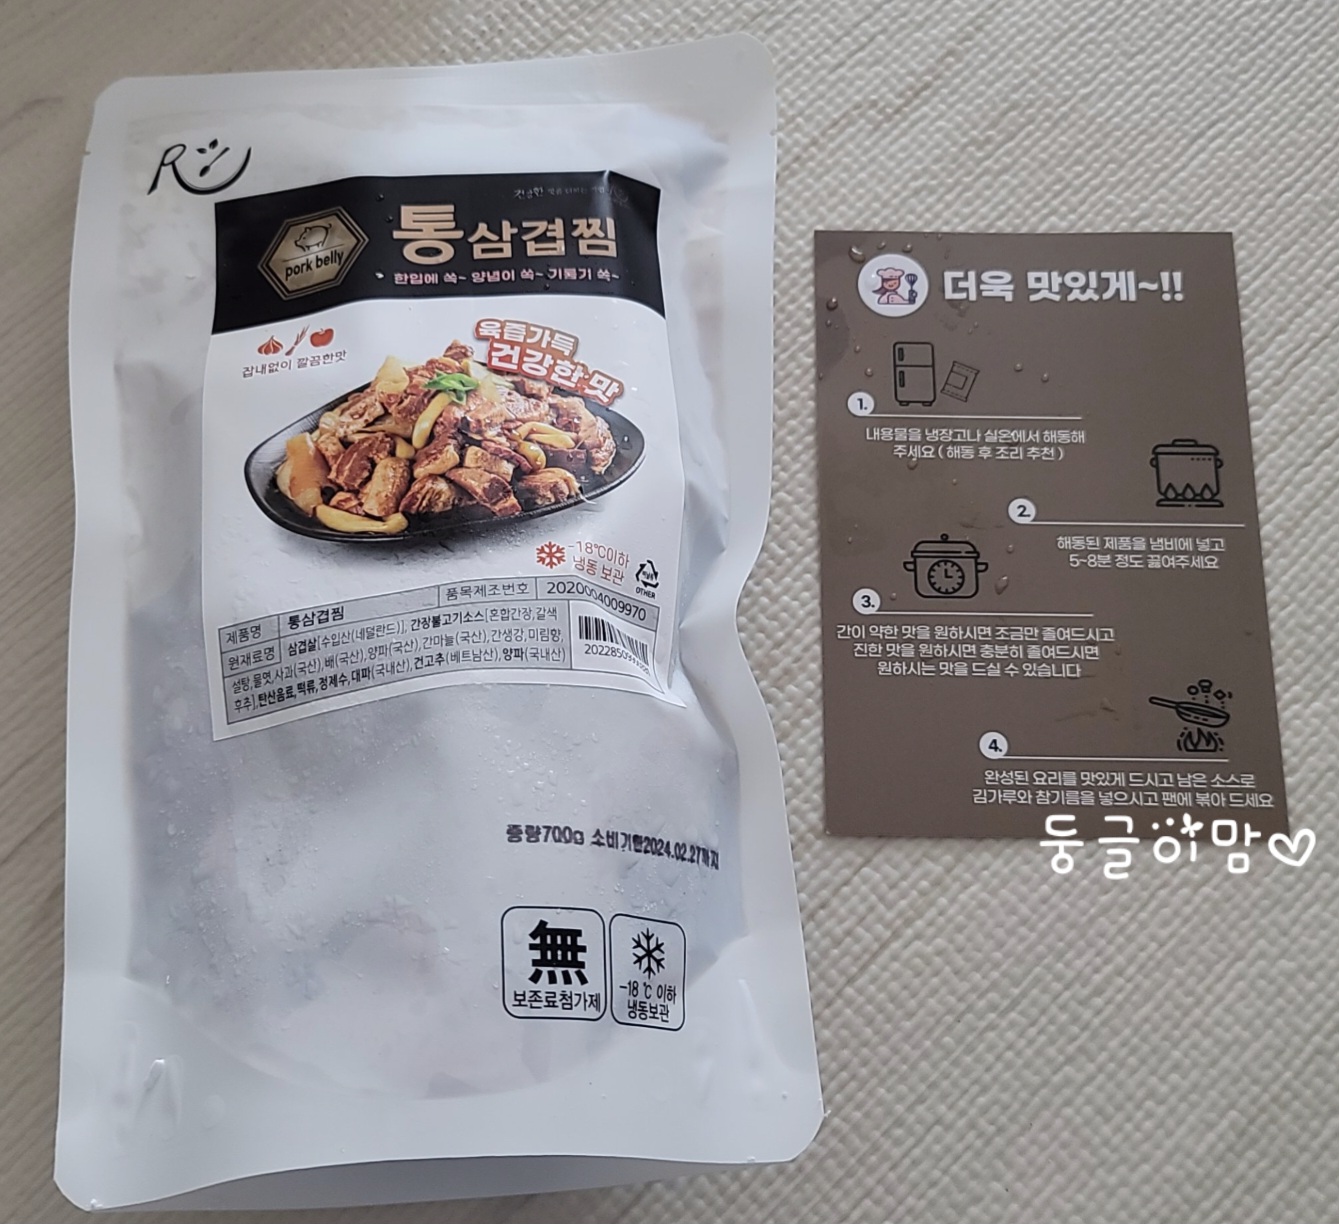 R
pork belly
통삼겹찜
한입에 쏙~ 양념이 쏙~ 기름기 쏙~
잡내없이 깔끔한맛
육즙가득
건강한 맛
-18℃이하
냉동 보관
OTHER
품목제조번호 2020004009970
제품명 통삼겹찜
원재료명 삼겹살[수입산(네덜란드)], 간장불고기소스[혼합간장,갈색
설탕,물엿,사과(국산),배(국산),양파(국산),간마늘(국산),간생강,미림향,
후추],탄산음료,떡류,정제수,대파(국내산),건고추(베트남산),양파(국내산)
중량700g 소비기한2024.02.27까지
無
보존료첨가제
-18℃ 이하
냉동보관
더욱 맛있게~!!
1.
내용물을 냉장고나 실온에서 해동해
주세요 ( 해동 후 조리 추천 )
2.
해동된 제품을 냄비에 넣고
5~8분 정도 끓여주세요
3.
간이 약한 맛을 원하시면 조금만 졸여드시고
진한 맛을 원하시면 충분히 졸여드시면
원하시는 맛을 드실 수 있습니다
4.
완성된 요리를 맛있게 드시고 남은 소스로
김가루와 참기름을 넣으시고 팬에 볶아 드세요
둥글이맘♡